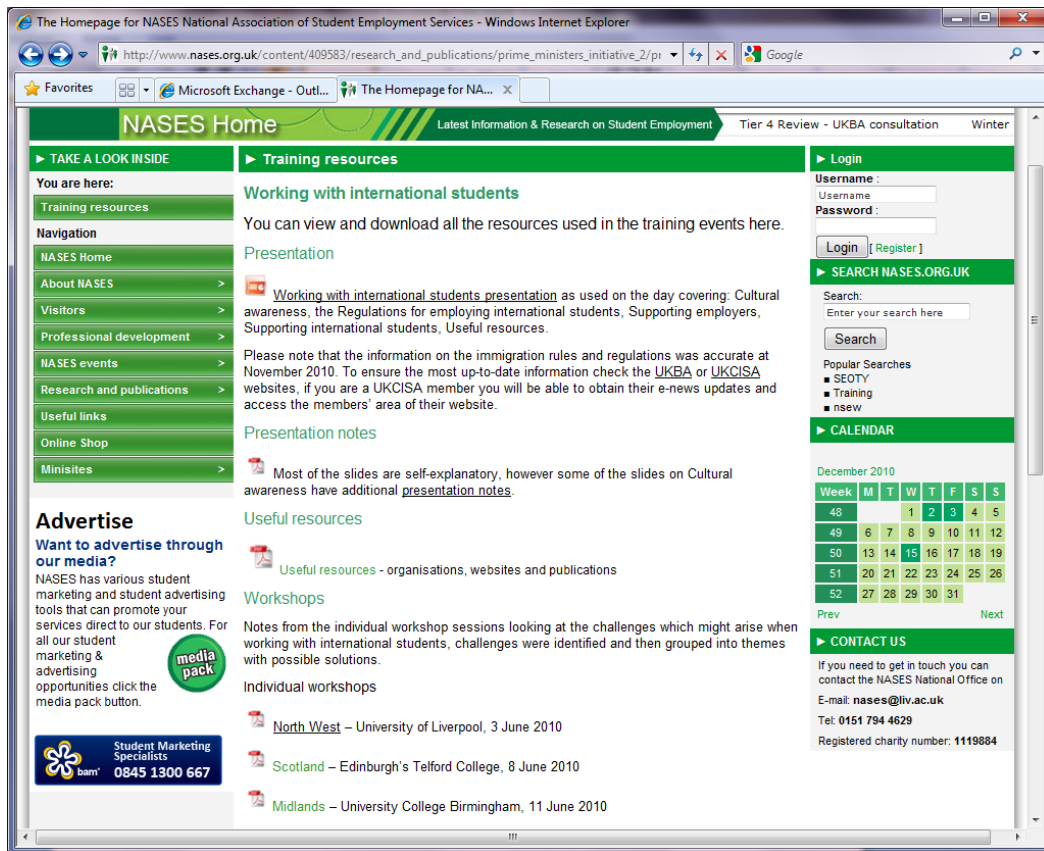 The Homepage for NASES National Association of Student Employment Services - Windows Internet Explorer
http://www.nases.org.uk/content/409583/research_and_publications/prime_ministers_initiative_2/pr
Google
Favorites
Microsoft Exchange - Outl...
The Homepage for NA...
NASES Home
Latest Information & Research on Student Employment
Tier 4 Review - UKBA consultation
Winter
TAKE A LOOK INSIDE
You are here:
Training resources
Navigation
NASES Home
About NASES >
Visitors >
Professional development >
NASES events >
Research and publications >
Useful links
Online Shop
Minisites >
Advertise
Want to advertise through
our media?
NASES has various student
marketing and student advertising
tools that can promote your
services direct to our students. For
all our student
marketing &
advertising
opportunities click the
media pack button.
media
pack
bam
Student Marketing
Specialists
0845 1300 667
Training resources
Working with international students
You can view and download all the resources used in the training events here.
Presentation
Working with international students presentation as used on the day covering: Cultural
awareness, the Regulations for employing international students, Supporting employers,
Supporting international students, Useful resources.
Please note that the information on the immigration rules and regulations was accurate at
November 2010. To ensure the most up-to-date information check the UKBA or UKCISA
websites, if you are a UKCISA member you will be able to obtain their e-news updates and
access the members' area of their website.
Presentation notes
Most of the slides are self-explanatory, however some of the slides on Cultural
awareness have additional presentation notes.
Useful resources
Useful resources - organisations, websites and publications
Workshops
Notes from the individual workshop sessions looking at the challenges which might arise when
working with international students, challenges were identified and then grouped into themes
with possible solutions.
Individual workshops
North West – University of Liverpool, 3 June 2010
Scotland – Edinburgh's Telford College, 8 June 2010
Midlands – University College Birmingham, 11 June 2010
Login
Username :
Username
Password :
Login [ Register ]
SEARCH NASES.ORG.UK
Search:
Enter your search here
Search
Popular Searches
SEOTY
Training
nsew
CALENDAR
December 2010
Week M T W T F S S
48 1 2 3 4 5
49 6 7 8 9 10 11 12
50 13 14 15 16 17 18 19
51 20 21 22 23 24 25 26
52 27 28 29 30 31
Prev Next
CONTACT US
If you need to get in touch you can
contact the NASES National Office on
E-mail: nases@liv.ac.uk
Tel: 0151 794 4629
Registered charity number: 1119884